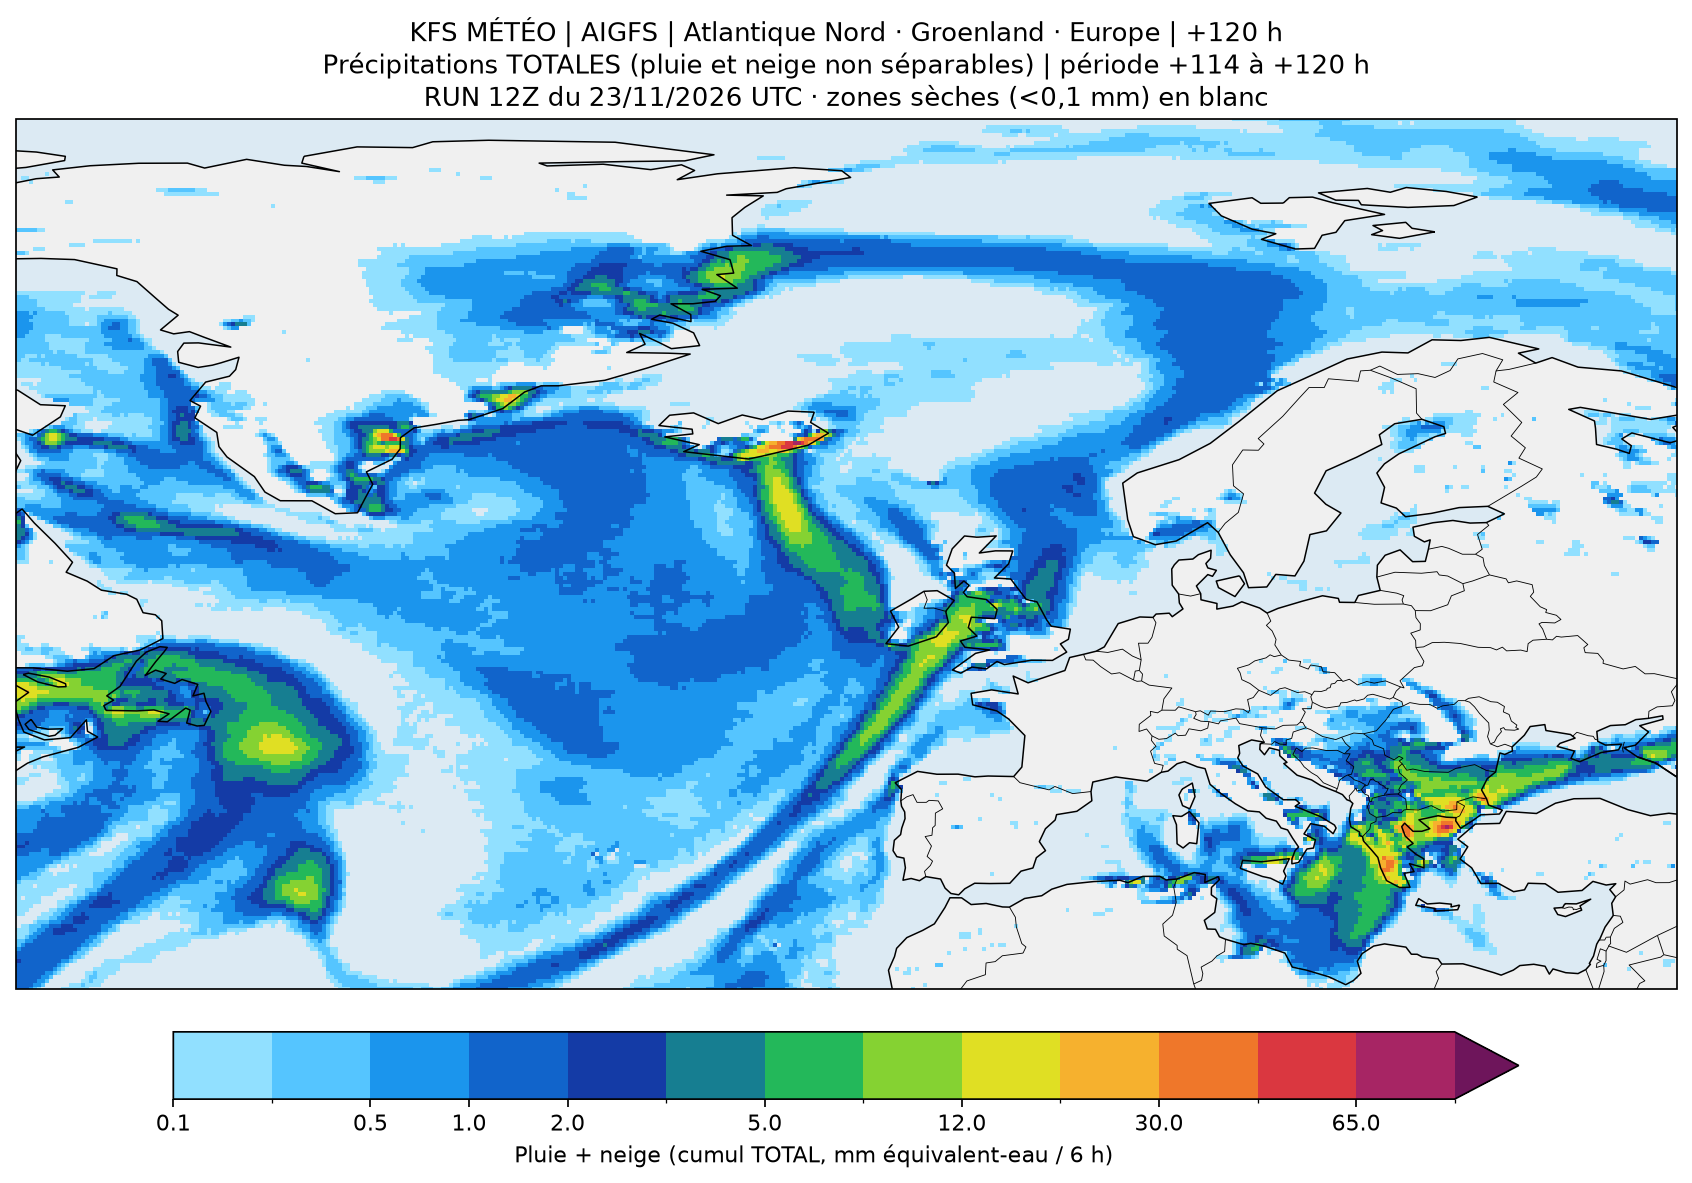 KFS MÉTÉO | AIGFS | Atlantique Nord · Groenland · Europe | +120 h
Précipitations TOTALES (pluie et neige non séparables) | période +114 à +120 h
RUN 12Z du 23/11/2026 UTC · zones sèches (<0,1 mm) en blanc
0.1 0.5 1.0 2.0 5.0 12.0 30.0 65.0
Pluie + neige (cumul TOTAL, mm équivalent-eau / 6 h)